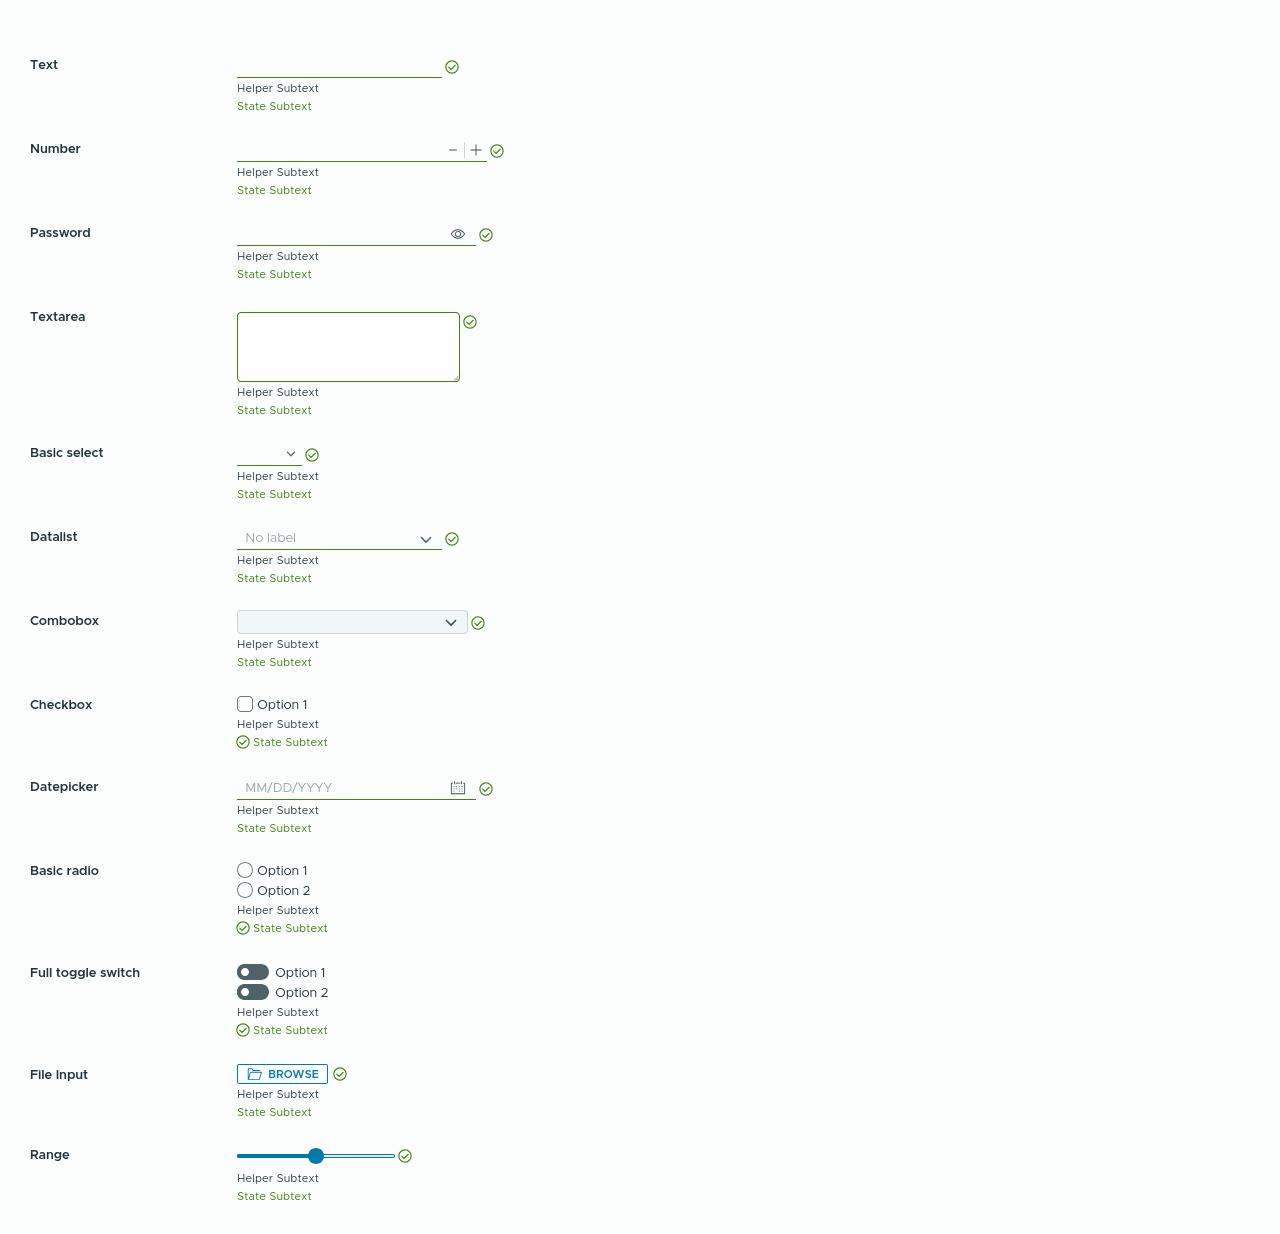 Text
Helper Subtext
State Subtext
Number
Helper Subtext
State Subtext
Password
Helper Subtext
State Subtext
Textarea
Helper Subtext
State Subtext
Basic select
Helper Subtext
State Subtext
Datalist
No label
Helper Subtext
State Subtext
Combobox
Helper Subtext
State Subtext
Checkbox
Option 1
Helper Subtext
State Subtext
Datepicker
MM/DD/YYYY
Helper Subtext
State Subtext
Basic radio
Option 1
Option 2
Helper Subtext
State Subtext
Full toggle switch
Option 1
Option 2
Helper Subtext
State Subtext
File Input
BROWSE
Helper Subtext
State Subtext
Range
Helper Subtext
State Subtext